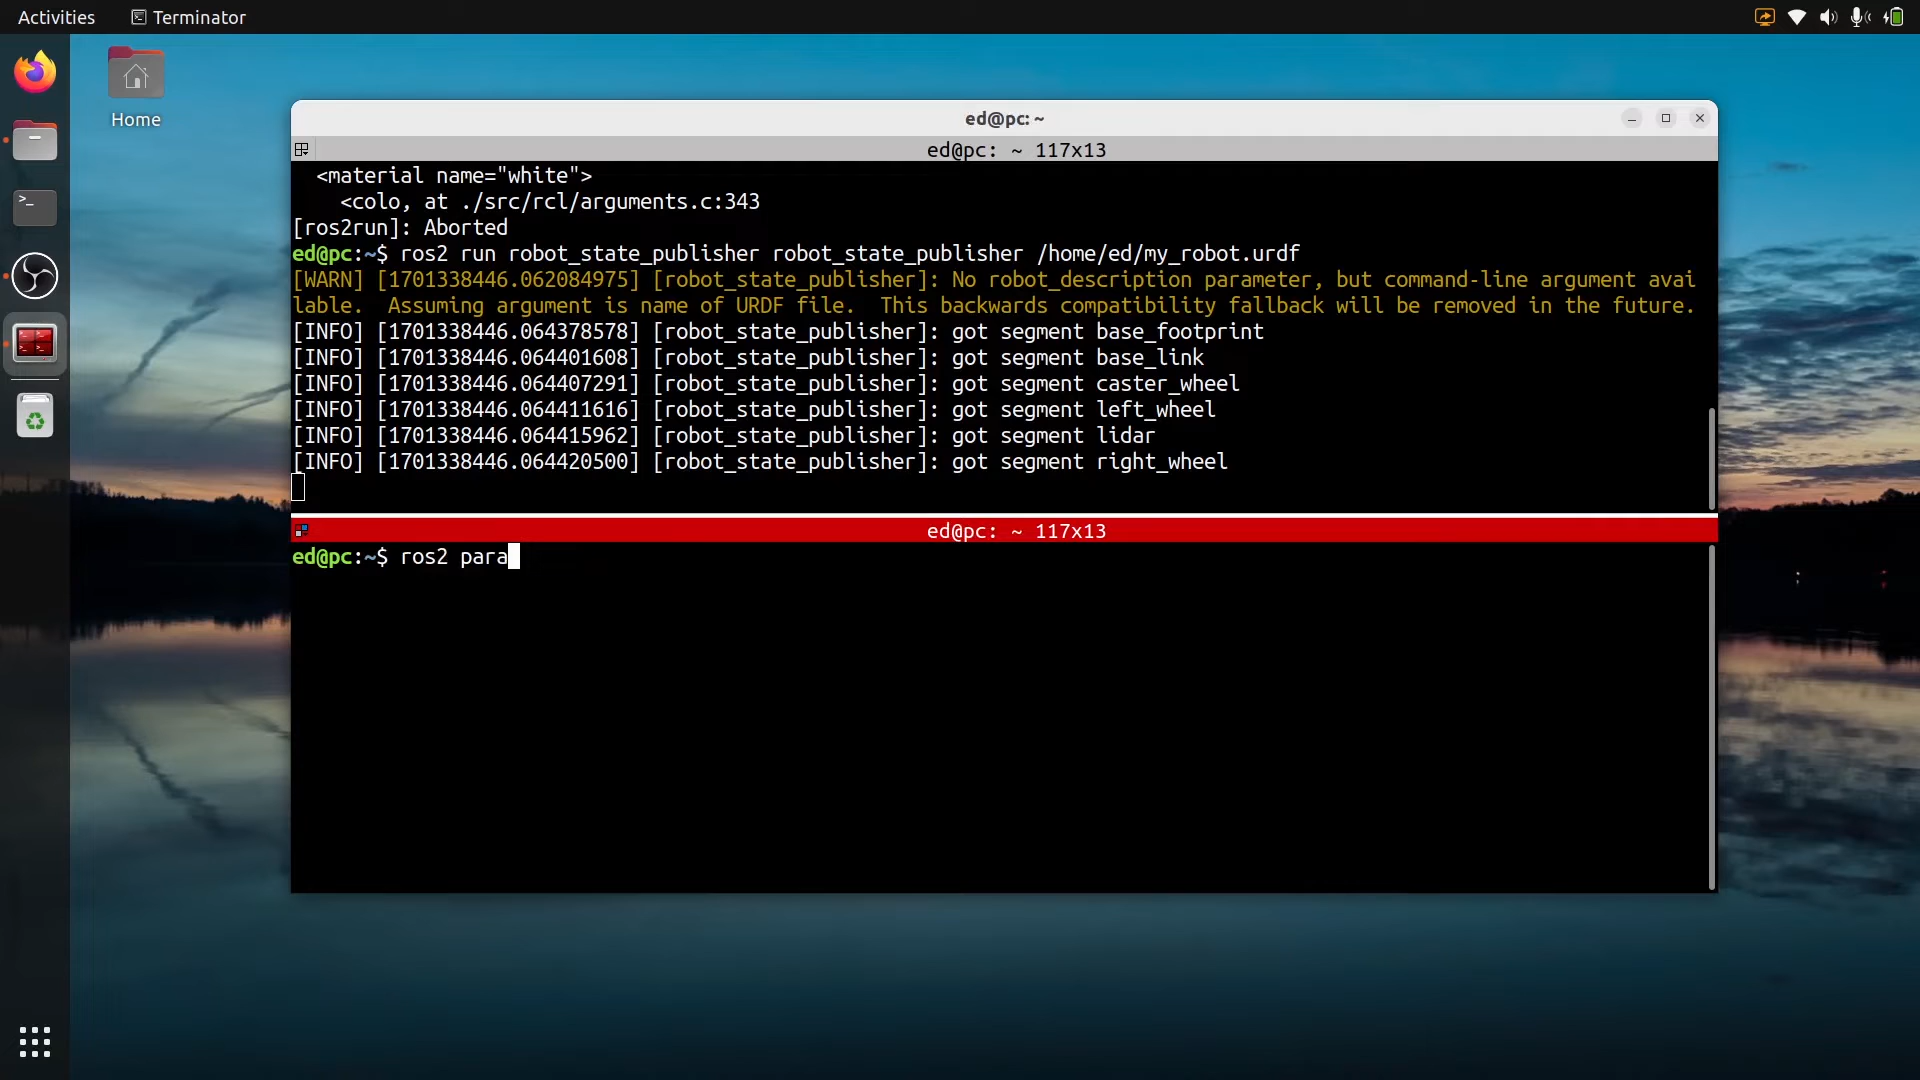 Activities
Terminator
Home
ed@pc: ~
ed@pc: ~ 117x13
<material name="white">
<colo, at ./src/rcl/arguments.c:343
[ros2run]: Aborted
ed@pc:~$ ros2 run robot_state_publisher robot_state_publisher /home/ed/my_robot.urdf
[WARN] [1701338446.062084975] [robot_state_publisher]: No robot_description parameter, but command-line argument avai
lable.  Assuming argument is name of URDF file.  This backwards compatibility fallback will be removed in the future.
[INFO] [1701338446.064378578] [robot_state_publisher]: got segment base_footprint
[INFO] [1701338446.064401608] [robot_state_publisher]: got segment base_link
[INFO] [1701338446.064407291] [robot_state_publisher]: got segment caster_wheel
[INFO] [1701338446.064411616] [robot_state_publisher]: got segment left_wheel
[INFO] [1701338446.064415962] [robot_state_publisher]: got segment lidar
[INFO] [1701338446.064420500] [robot_state_publisher]: got segment right_wheel
ed@pc: ~ 117x13
ed@pc:~$ ros2 para